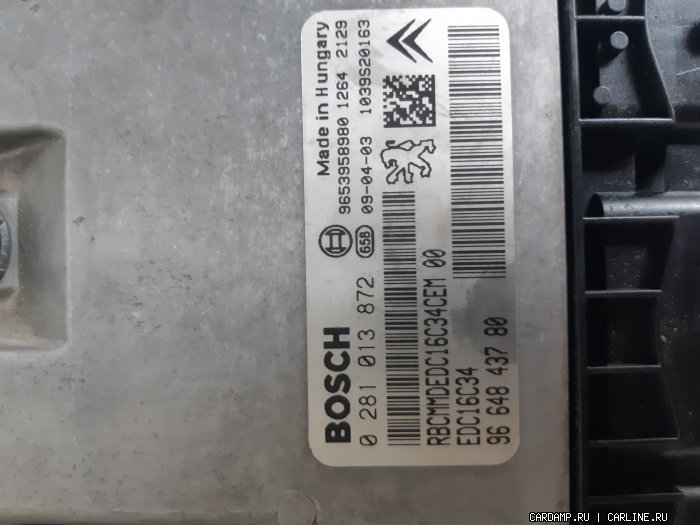 BOSCH
Made in Hungary
9653958980 1264 2129
0 281 013 872
658
09-04-03
1039S20163
RBCMMDEDC16C34CEM 00
EDC16C34
96 648 437 80
CARDAMP.RU | CARLINE.RU